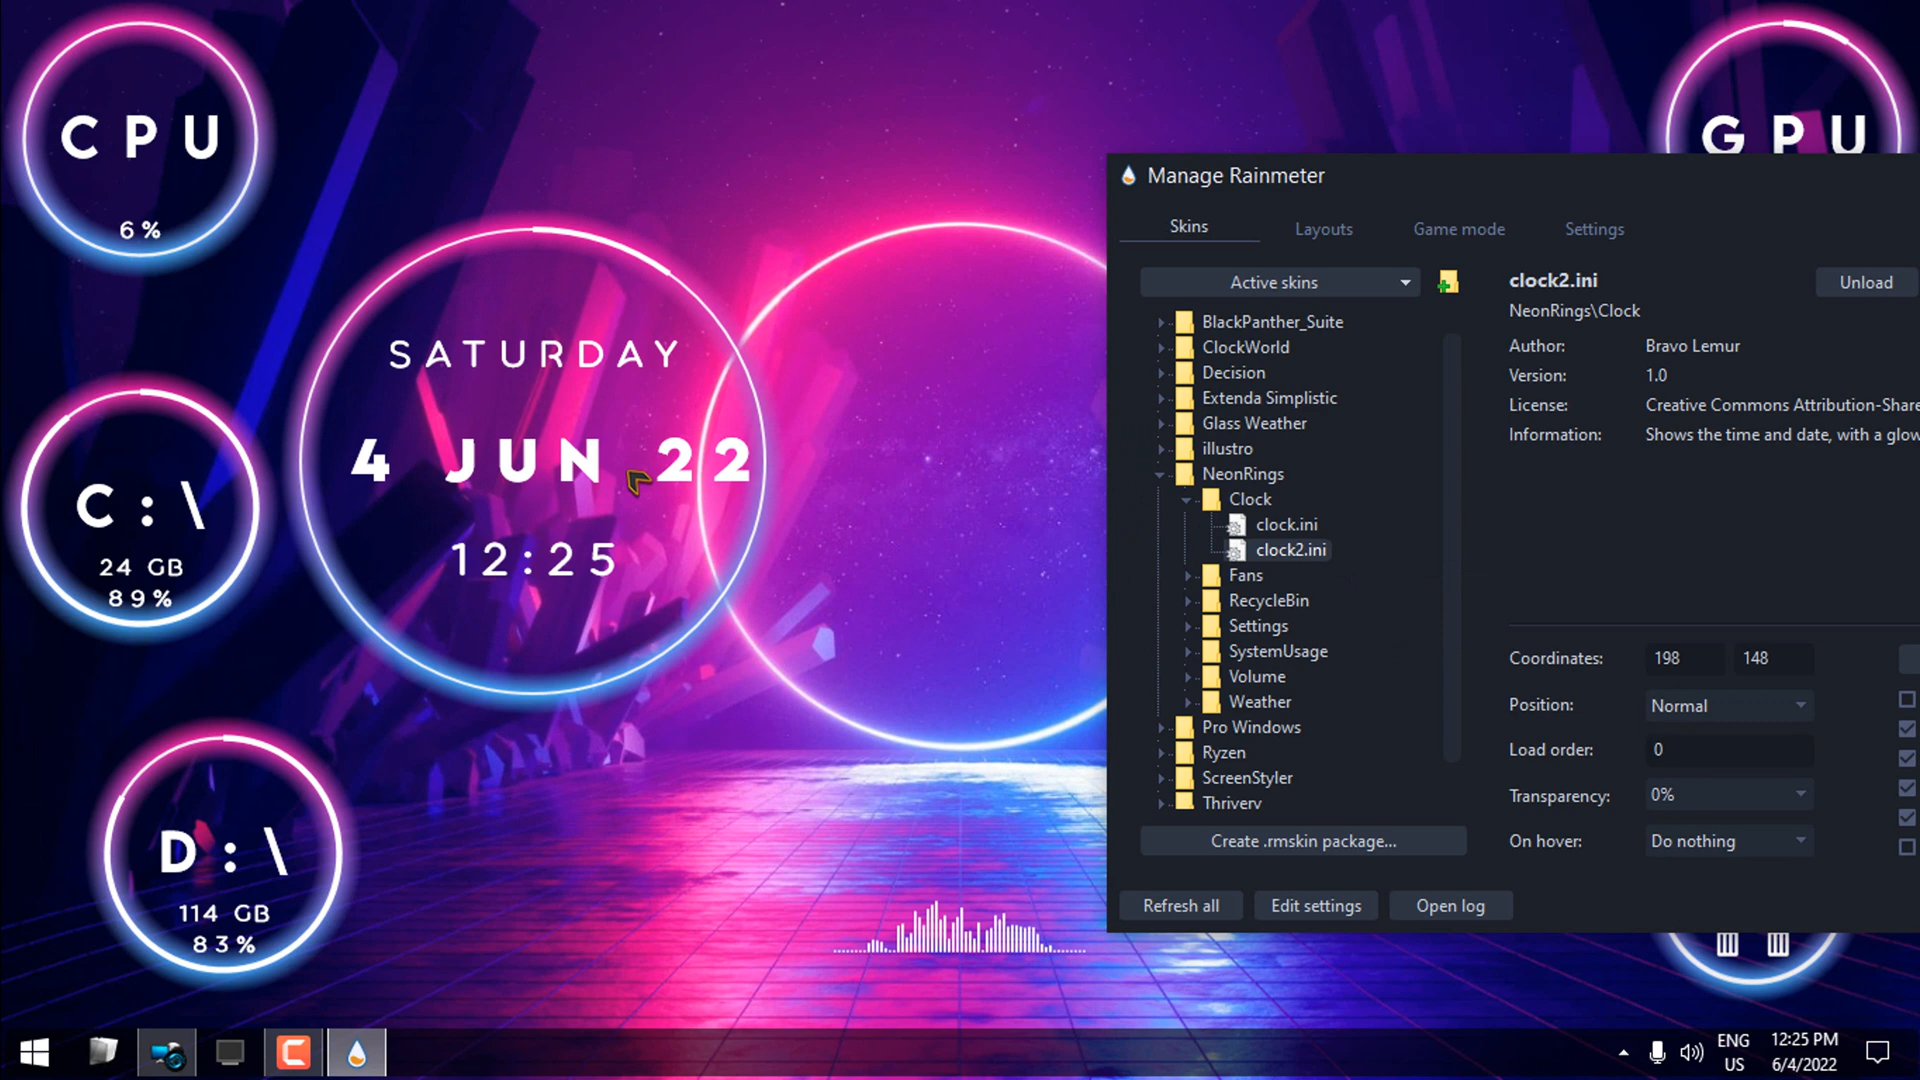 CPU
6%
C:\
24 GB
89%
D:\
114 GB
83%
SATURDAY
4 JUN 22
12:25
GPU
Manage Rainmeter
Skins
Layouts
Game mode
Settings
Active skins
BlackPanther_Suite
ClockWorld
Decision
Extenda Simplistic
Glass Weather
illustro
NeonRings
Clock
clock.ini
clock2.ini
Fans
RecycleBin
Settings
SystemUsage
Volume
Weather
Pro Windows
Ryzen
ScreenStyler
Thriverv
Create .rmskin package...
Refresh all
Edit settings
Open log
clock2.ini
Unload
NeonRings\Clock
Author: Bravo Lemur
Version: 1.0
License: Creative Commons Attribution-Share
Information: Shows the time and date, with a glow
Coordinates: 198 148
Position: Normal
Load order: 0
Transparency: 0%
On hover: Do nothing
ENG
US
12:25 PM
6/4/2022